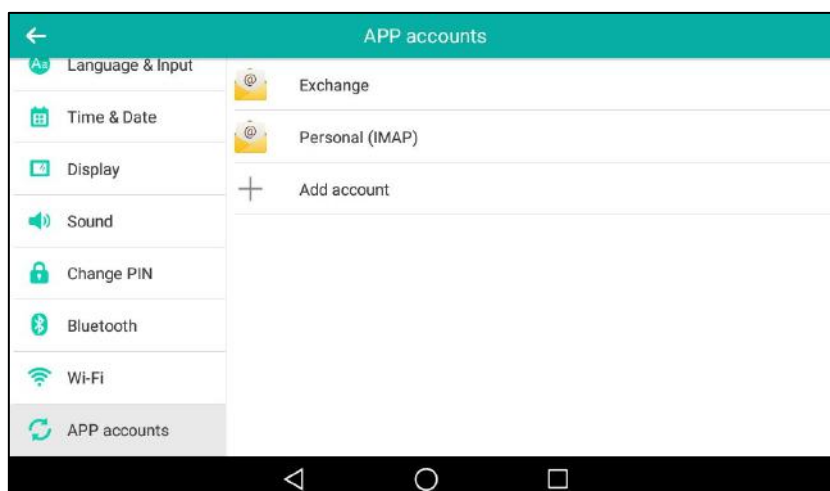 APP accounts
Language & Input
Time & Date
Display
Sound
Change PIN
Bluetooth
Wi-Fi
APP accounts
Exchange
Personal (IMAP)
Add account